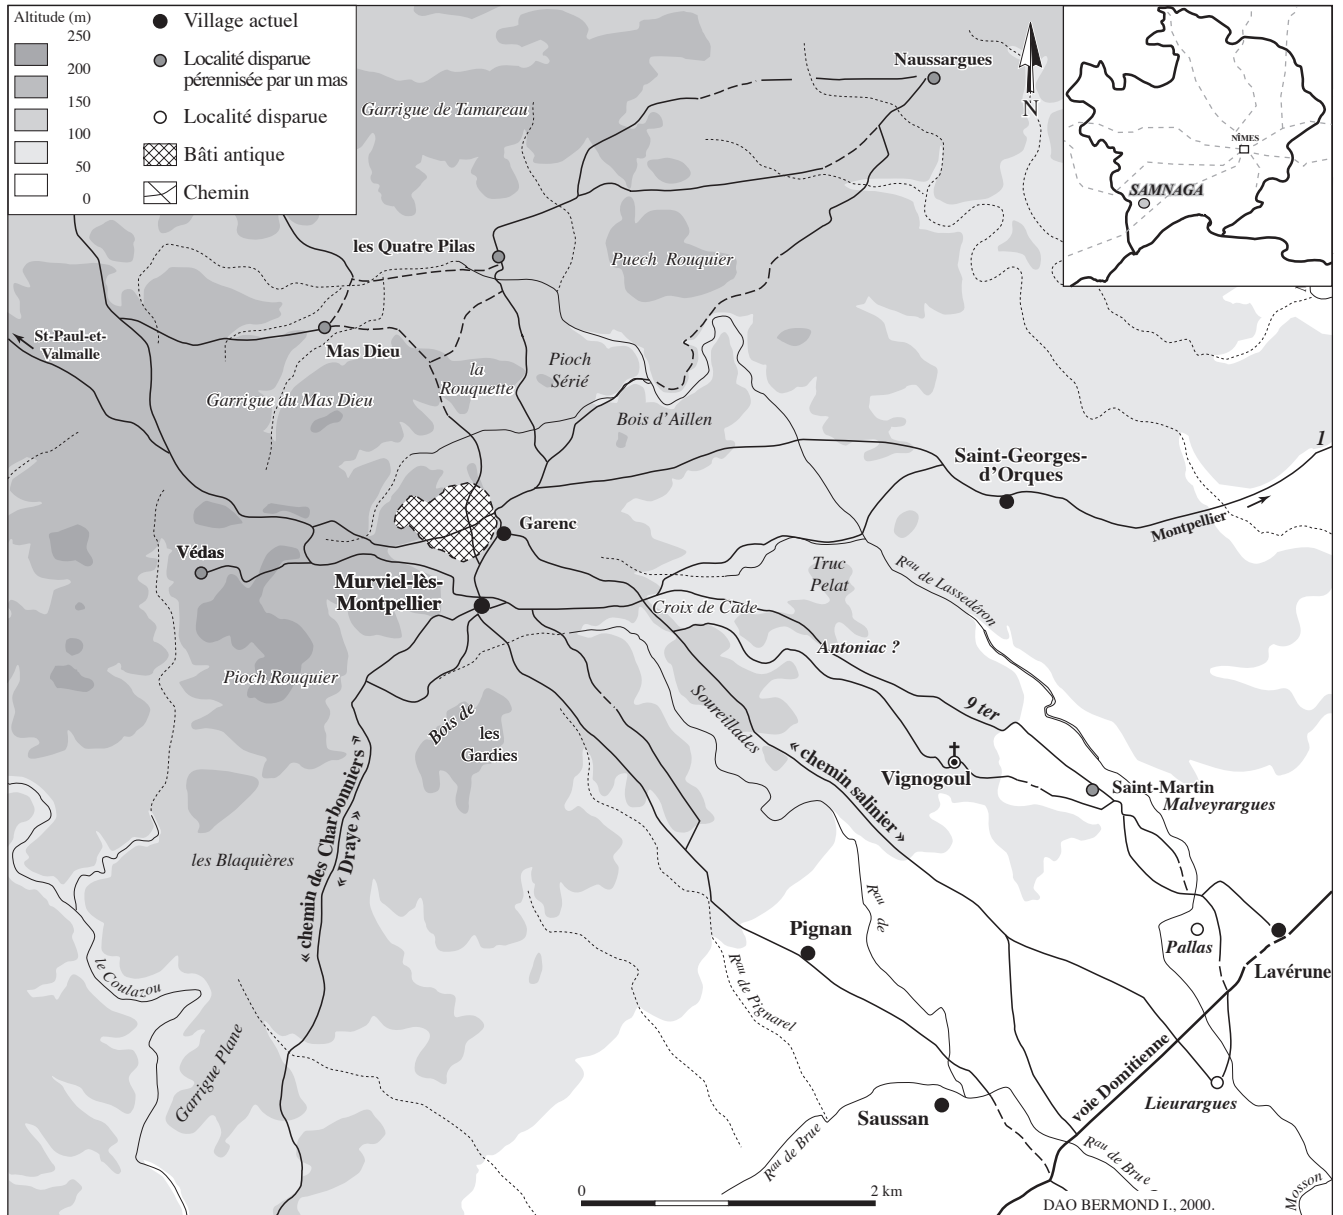 Altitude (m)
250
200
150
100
50
0
Village actuel
Localité disparue
pérennisée par un mas
Localité disparue
Bâti antique
Chemin
Naussargues
N
NÎMES
SAMNAGA
Garrigue de Tamareau
les Quatre Pilas
Puech Rouquier
St-Paul-et-
Valmalle
Mas Dieu
la
Rouquette
Pioch
Sérié
Garrigue du Mas Dieu
Bois d’Aillen
1
Saint-Georges-
d’Orques
Montpellier
Garenc
Védas
Murviel-lès-
Montpellier
Truc
Pelat
Rau de Lassedéron
Croix de Cade
Antoniac ?
Pioch Rouquier
Soureillades
9 ter
Bois de
les
Gardies
« chemin salinier »
Vignogoul
Saint-Martin
Malveyrargues
« chemin des Charbonniers »
« Draye »
les Blaquières
Rau de
Pignan
Pallas
Lavérune
le Coulazou
Rau de Pignarel
Garrigue Plane
voie Domitienne
Lieurargues
Saussan
Rau de Brue
Rau de Brue
Mosson
0
2 km
DAO BERMOND I., 2000.